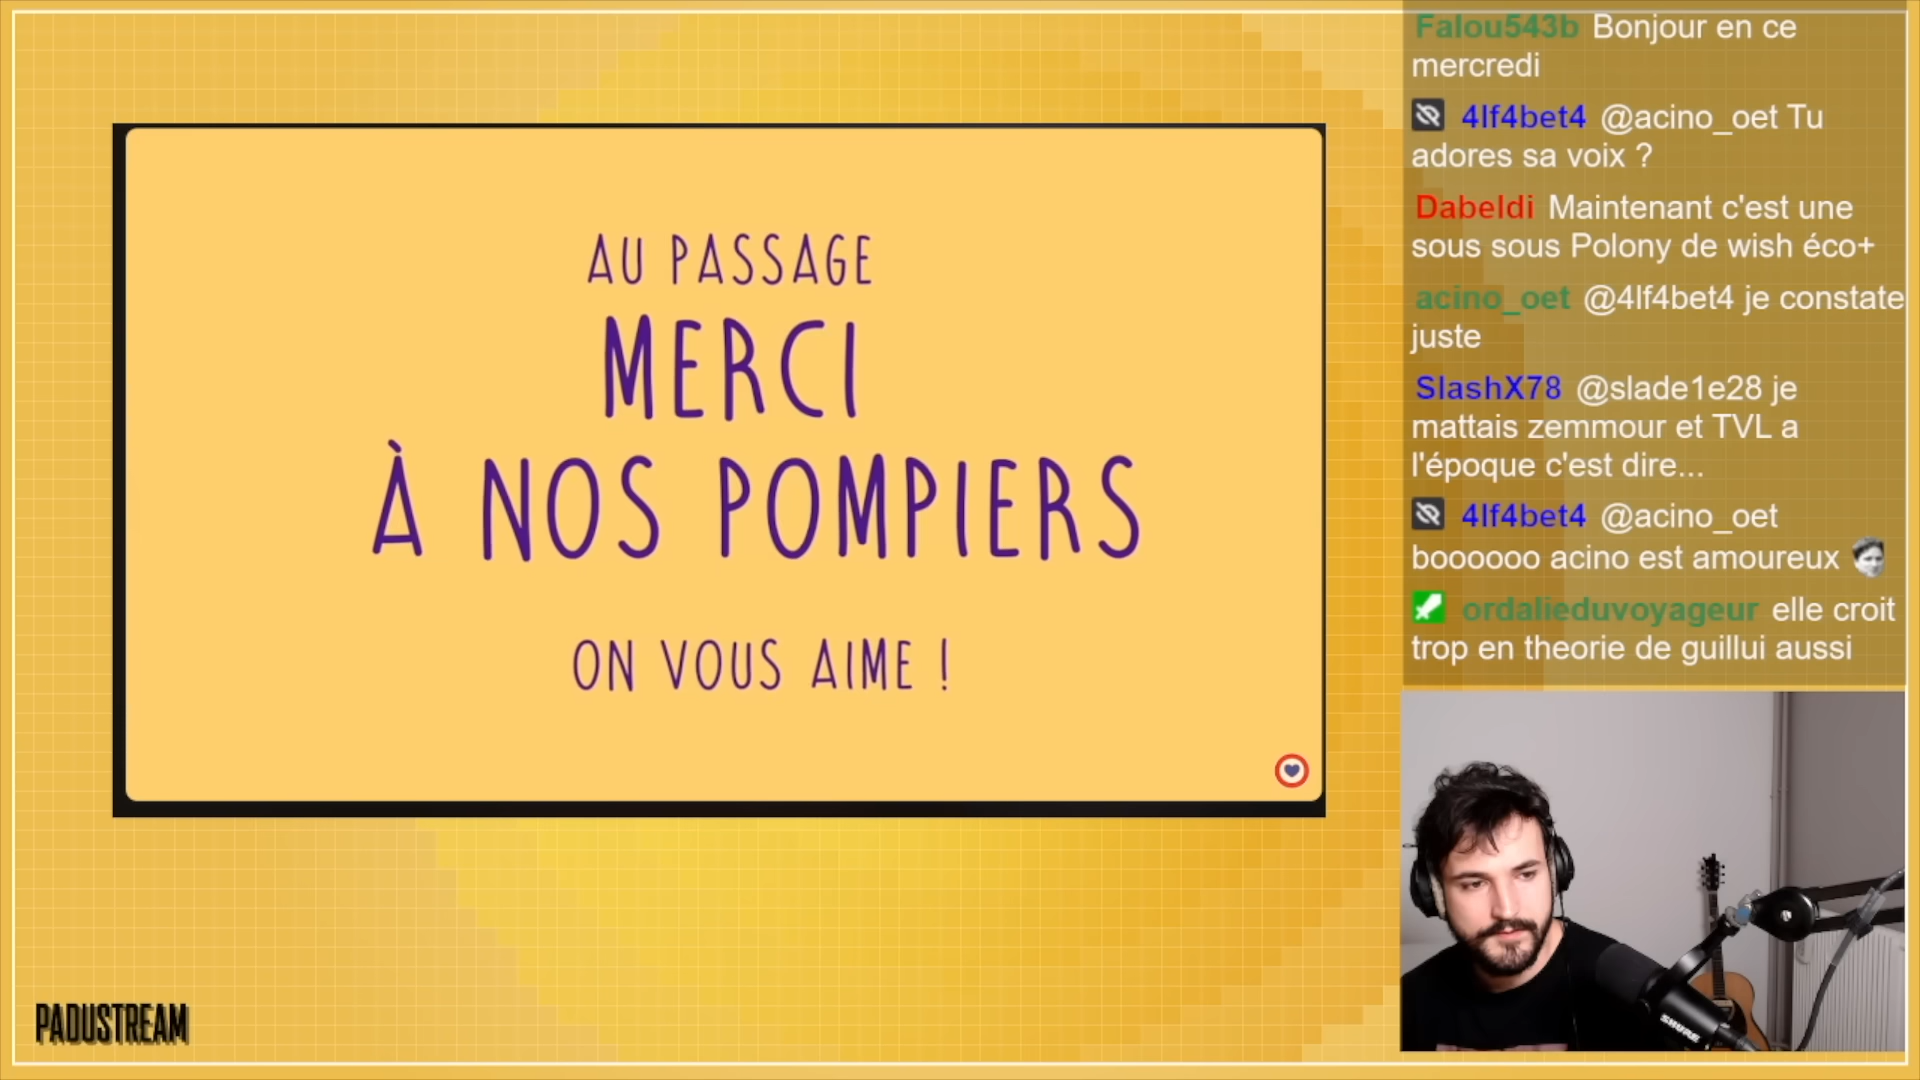 AU PASSAGE
MERCI
À NOS POMPIERS
ON VOUS AIME !
Falou543b Bonjour en ce
mercredi
4lf4bet4 @acino_oet Tu
adores sa voix ?
Dabeldi Maintenant c'est une
sous sous Polony de wish éco+
acino_oet @4lf4bet4 je constate
juste
SlashX78 @slade1e28 je
mattais zemmour et TVL a
l'époque c'est dire...
4lf4bet4 @acino_oet
boooooo acino est amoureux
ordalieduvoyageur elle croit
trop en theorie de guillui aussi
SHURE
PADUSTREAM